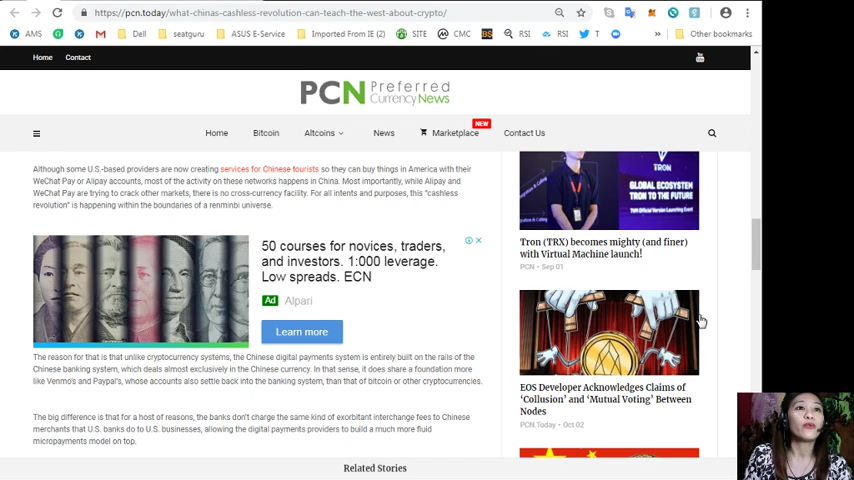 https://pcn.today/what-chinas-cashless-revolution-can-teach-the-west-about-crypto/
AMS
Dell
seatguru
ASUS E-Service
Imported From IE (2)
SITE
CMC
RSI
RSI
T
»
Other bookmarks
Home
Contact
PCN Preferred
Currency News
Home
Bitcoin
Altcoins
News
NEW
Marketplace
Contact Us
Although some U.S.-based providers are now creating services for Chinese tourists so they can buy things in America with their
WeChat Pay or Alipay accounts, most of the activity on these networks happens in China. Most importantly, while Alipay and
WeChat Pay are trying to crack other markets, there is no cross-currency facility. For all intents and purposes, this "cashless
revolution" is happening within the boundaries of a renminbi universe.
50 courses for novices, traders,
and investors. 1:000 leverage.
Low spreads. ECN
Ad Alpari
Learn more
The reason for that is that unlike cryptocurrency systems, the Chinese digital payments system is entirely built on the rails of the
Chinese banking system, which deals almost exclusively in the Chinese currency. In that sense, it does share a foundation more
like Venmo's and Paypal's, whose accounts also settle back into the banking system, than that of bitcoin or other cryptocurrencies.
The big difference is that for a host of reasons, the banks don't charge the same kind of exorbitant interchange fees to Chinese
merchants that U.S. banks do to U.S. businesses, allowing the digital payments providers to build a much more fluid
micropayments model on top.
TRON
GLOBAL ECOSYSTEM
TRON TO THE FUTURE
Tron (TRX) becomes mighty (and finer)
with Virtual Machine launch!
PCN • Sep 01
EOS Developer Acknowledges Claims of
'Collusion' and 'Mutual Voting' Between
Nodes
PCN.Today • Oct 02
Related Stories